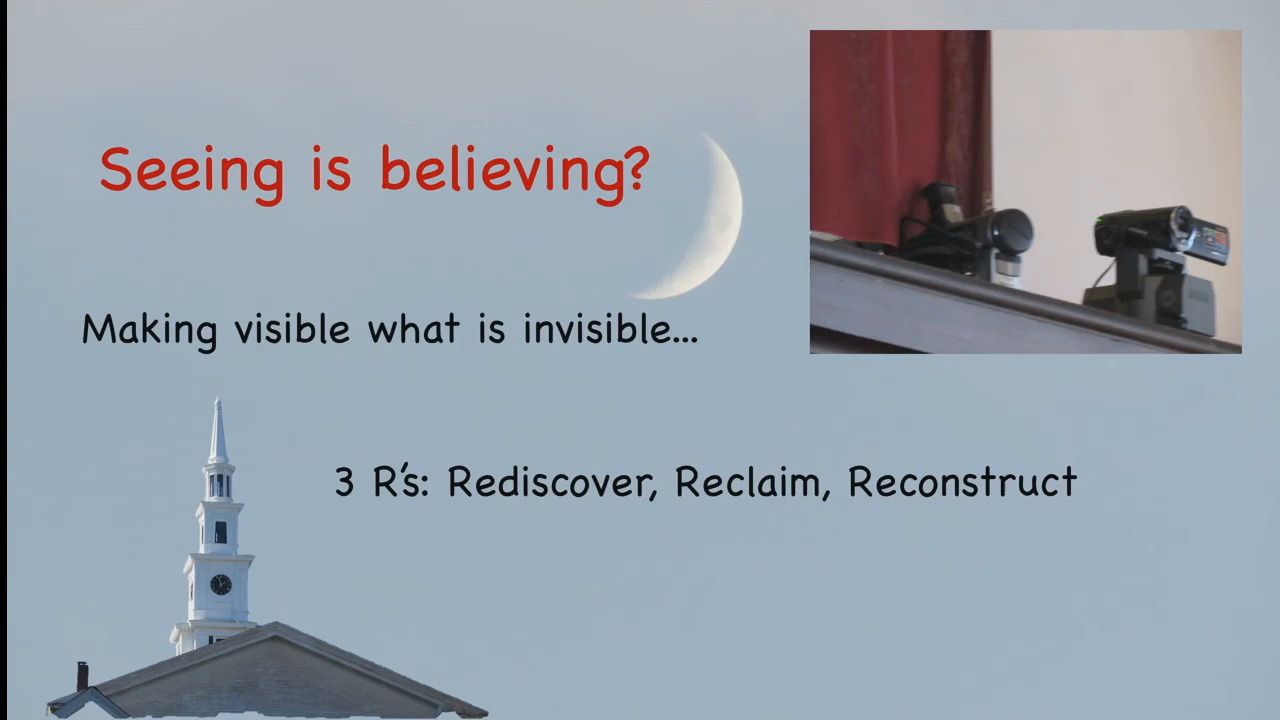 Seeing is believing?
Making visible what is invisible...
3 R's: Rediscover, Reclaim, Reconstruct